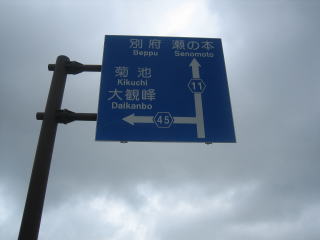 別府 瀬の本
Beppu Senomoto
菊池
Kikuchi
11
大観峰
Daikanbo
45